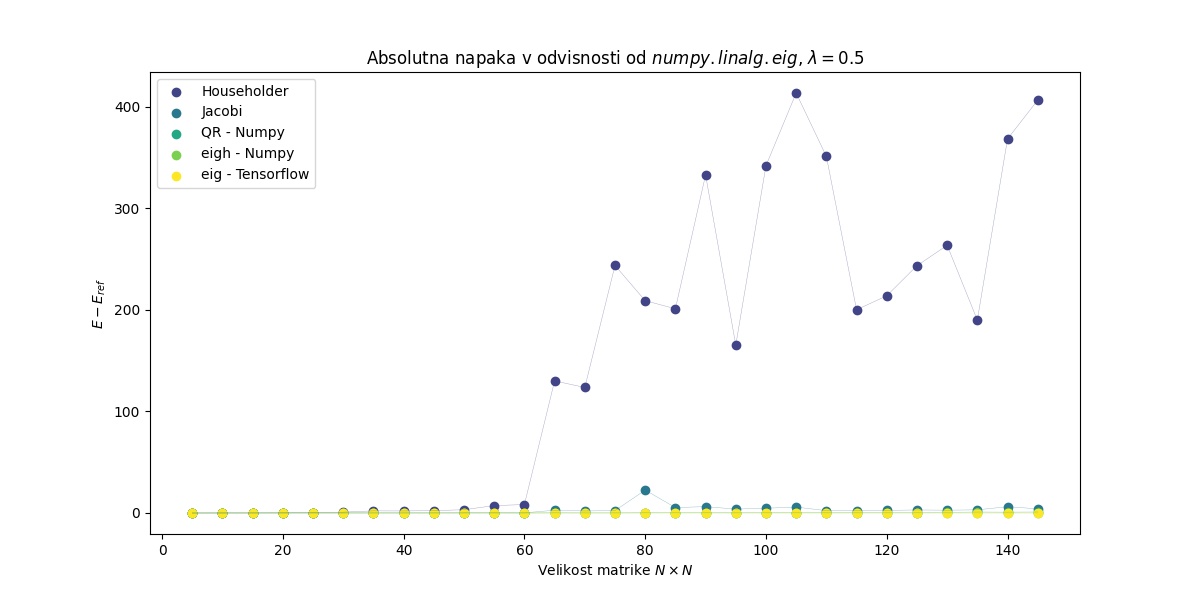 Absolutna napaka v odvisnosti od numpy.linalg.eig, λ = 0.5
Householder
Jacobi
QR - Numpy
eigh - Numpy
eig - Tensorflow
E − E_ref
400
300
200
100
0
0 20 40 60 80 100 120 140
Velikost matrike N × N